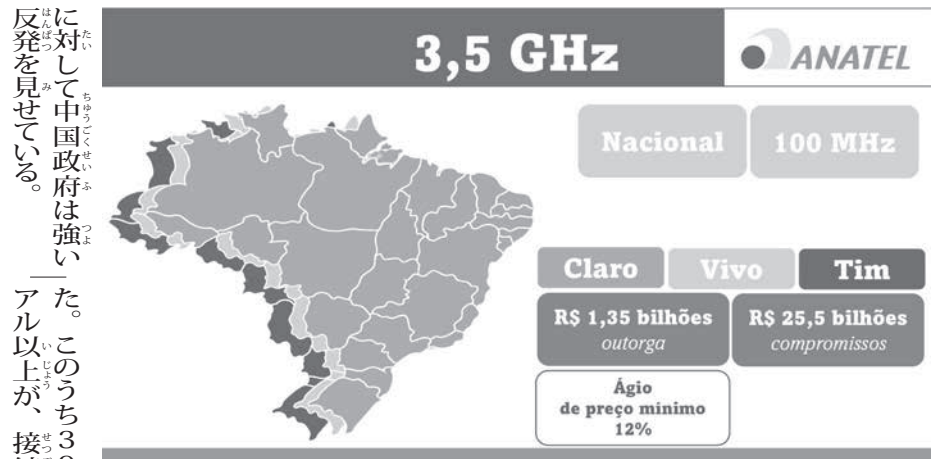 に対して中国政府は強い
反発を見せている。
た。このうち3
アル以上が、接
3,5 GHz
ANATEL
Nacional
100 MHz
Claro
Vivo
Tim
R$ 1,35 bilhões
outorga
R$ 25,5 bilhões
compromissos
Ágio
de preço mínimo
12%